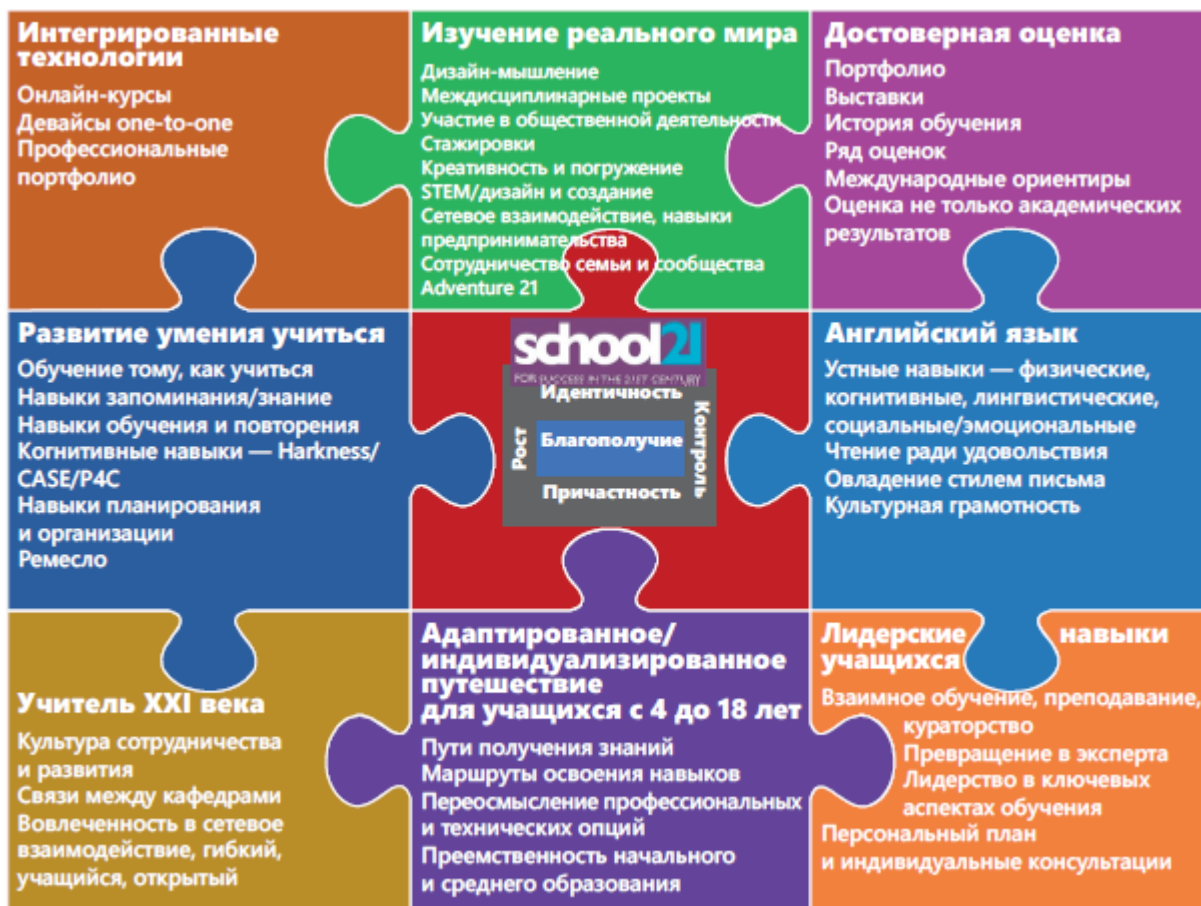 Интегрированные
технологии
Онлайн-курсы
Девайсы one-to-one
Профессиональные
портфолио
Изучение реального мира
Дизайн-мышление
Междисциплинарные проекты
Участие в общественной деятельности
Стажировки
Креативность и погружение
STEM/дизайн и создание
Сетевое взаимодействие, навыки
предпринимательства
Сотрудничество семьи и сообщества
Adventure 21
Достоверная оценка
Портфолио
Выставки
История обучения
Ряд оценок
Международные ориентиры
Оценка не только академических
результатов
Развитие умения учиться
Обучение тому, как учиться
Навыки запоминания/знание
Навыки обучения и повторения
Когнитивные навыки — Harkness/
CASE/P4C
Навыки планирования
и организации
Ремесло
school21
FOR SUCCESS IN THE 21ST CENTURY
Идентичность
Рост
Благополучие
Контроль
Причастность
Английский язык
Устные навыки — физические,
когнитивные, лингвистические,
социальные/эмоциональные
Чтение ради удовольствия
Овладение стилем письма
Культурная грамотность
Учитель XXI века
Культура сотрудничества
и развития
Связи между кафедрами
Вовлеченность в сетевое
взаимодействие, гибкий,
учащийся, открытый
Адаптированное/
индивидуализированное
путешествие
для учащихся с 4 до 18 лет
Пути получения знаний
Маршруты освоения навыков
Переосмысление профессиональных
и технических опций
Преемственность начального
и среднего образования
Лидерские навыки
учащихся
Взаимное обучение, преподавание,
кураторство
Превращение в эксперта
Лидерство в ключевых
аспектах обучения
Персональный план
и индивидуальные консультации